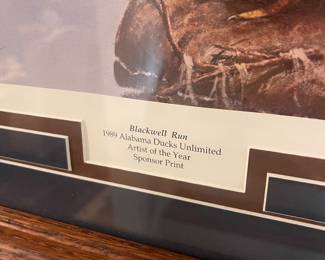 Blackwell Run
1989 Alabama Ducks Unlimited
Artist of the Year
Sponsor Print